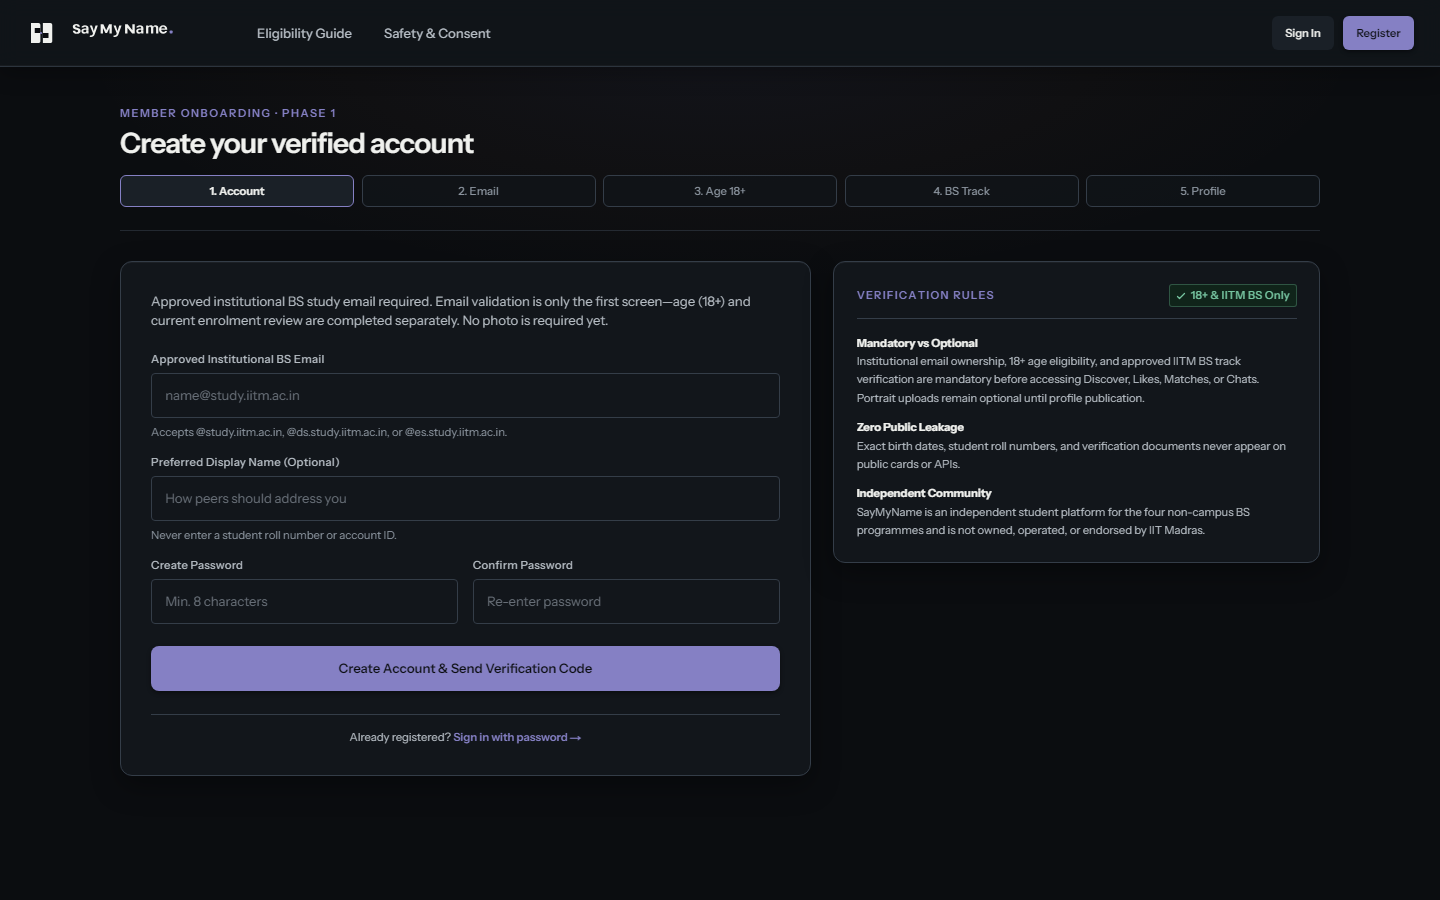 SayMyName.
Eligibility Guide
Safety & Consent
Sign In
Register
MEMBER ONBOARDING · PHASE 1
Create your verified account
1. Account
2. Email
3. Age 18+
4. BS Track
5. Profile
Approved institutional BS study email required. Email validation is only the first screen—age (18+) and
current enrolment review are completed separately. No photo is required yet.
Approved Institutional BS Email
name@study.iitm.ac.in
Accepts @study.iitm.ac.in, @ds.study.iitm.ac.in, or @es.study.iitm.ac.in.
Preferred Display Name (Optional)
How peers should address you
Never enter a student roll number or account ID.
Create Password
Confirm Password
Min. 8 characters
Re-enter password
Create Account & Send Verification Code
Already registered? Sign in with password →
VERIFICATION RULES
✓ 18+ & IITM BS Only
Mandatory vs Optional
Institutional email ownership, 18+ age eligibility, and approved IITM BS track
verification are mandatory before accessing Discover, Likes, Matches, or Chats.
Portrait uploads remain optional until profile publication.
Zero Public Leakage
Exact birth dates, student roll numbers, and verification documents never appear on
public cards or APIs.
Independent Community
SayMyName is an independent student platform for the four non-campus BS
programmes and is not owned, operated, or endorsed by IIT Madras.